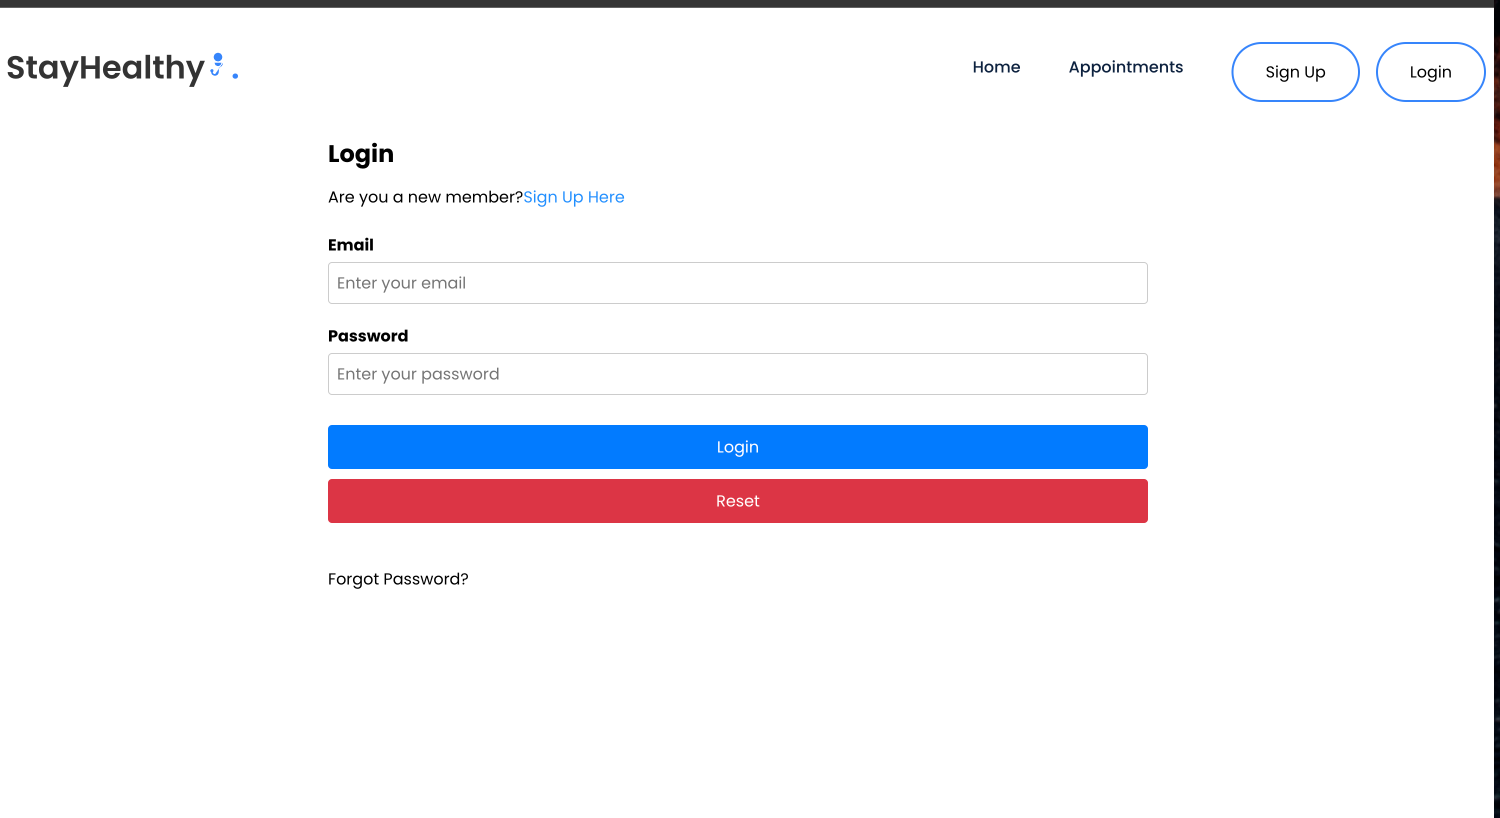 StayHealthy
Home
Appointments
Sign Up
Login
Login
Are you a new member?Sign Up Here
Email
Enter your email
Password
Enter your password
Login
Reset
Forgot Password?